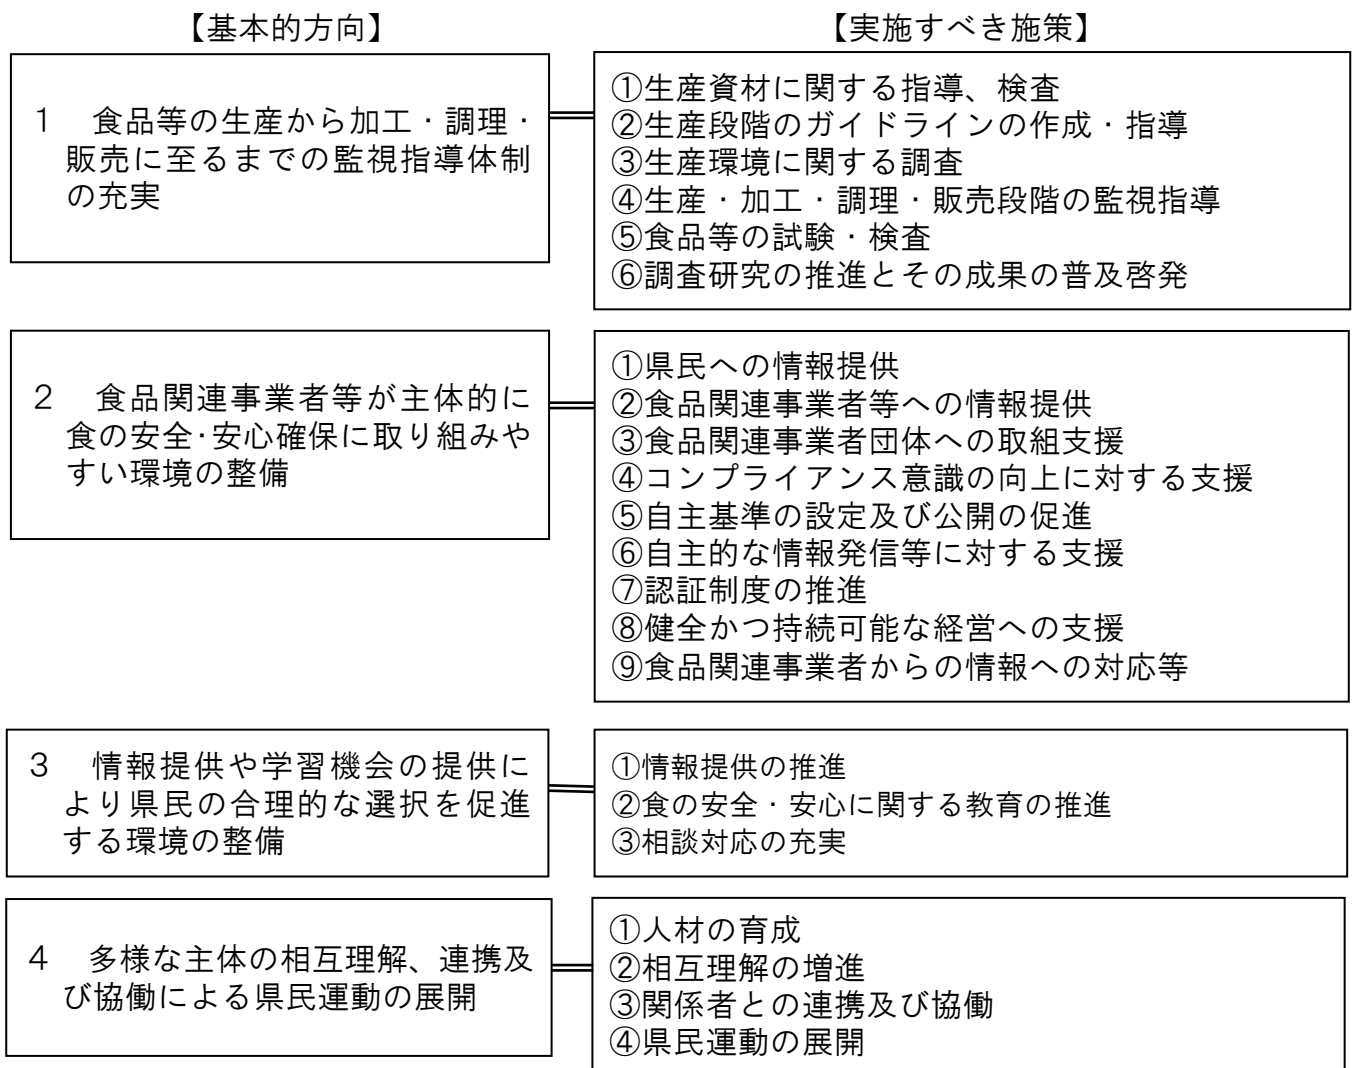 【基本的方向】
【実施すべき施策】
1　食品等の生産から加工・調理・
販売に至るまでの監視指導体制
の充実
①生産資材に関する指導、検査
②生産段階のガイドラインの作成・指導
③生産環境に関する調査
④生産・加工・調理・販売段階の監視指導
⑤食品等の試験・検査
⑥調査研究の推進とその成果の普及啓発
2　食品関連事業者等が主体的に
食の安全･安心確保に取り組みや
すい環境の整備
①県民への情報提供
②食品関連事業者等への情報提供
③食品関連事業者団体への取組支援
④コンプライアンス意識の向上に対する支援
⑤自主基準の設定及び公開の促進
⑥自主的な情報発信等に対する支援
⑦認証制度の推進
⑧健全かつ持続可能な経営への支援
⑨食品関連事業者からの情報への対応等
3　情報提供や学習機会の提供に
より県民の合理的な選択を促進
する環境の整備
①情報提供の推進
②食の安全・安心に関する教育の推進
③相談対応の充実
4　多様な主体の相互理解、連携及
び協働による県民運動の展開
①人材の育成
②相互理解の増進
③関係者との連携及び協働
④県民運動の展開